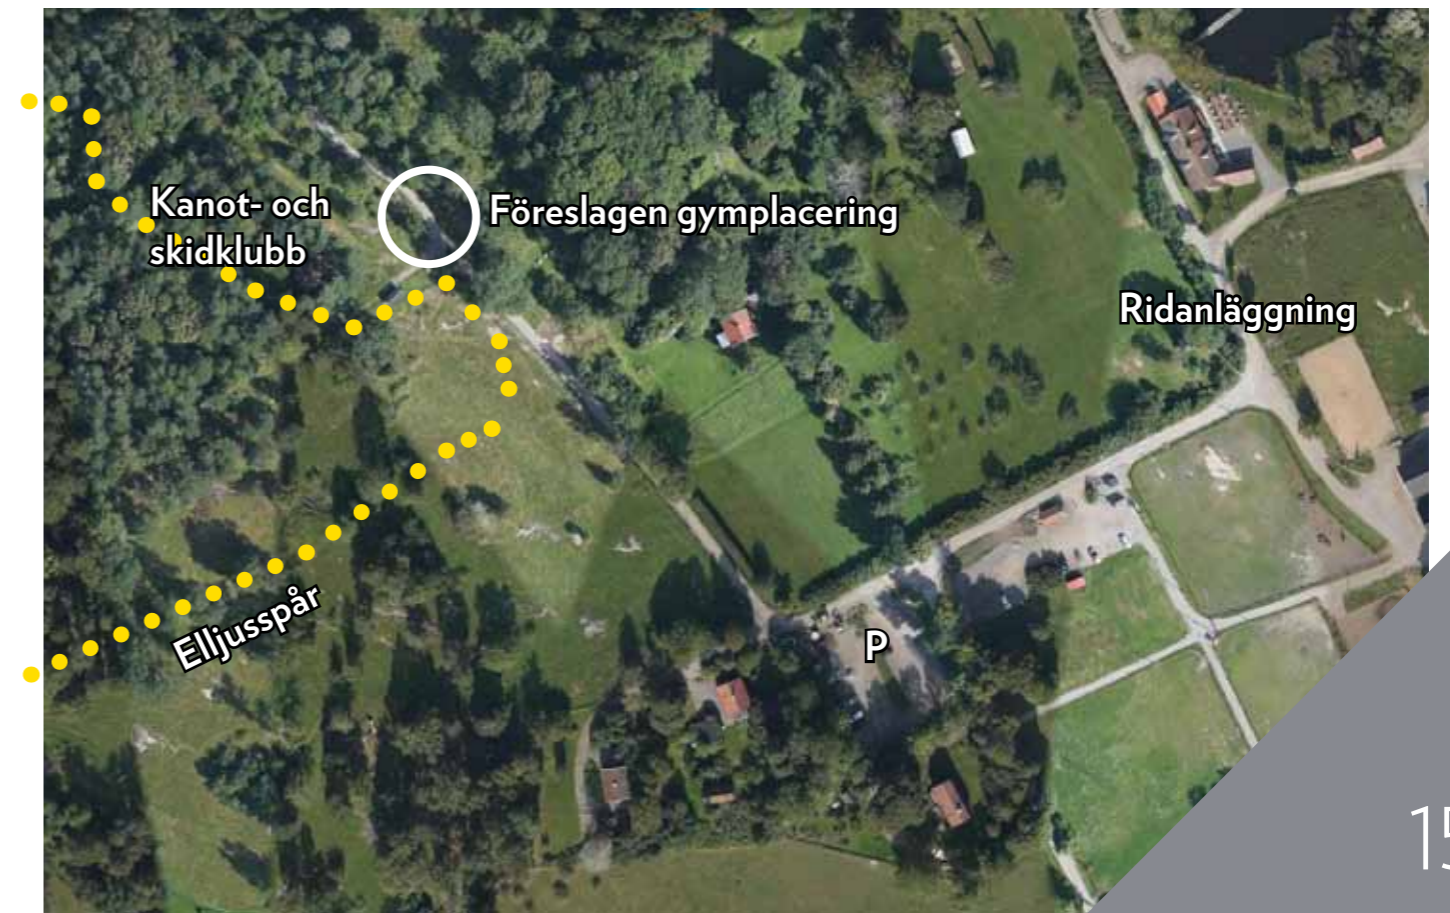 Kanot- och
skidklubb
Föreslagen gymplacering
Ridanläggning
Elljusspår
P
15